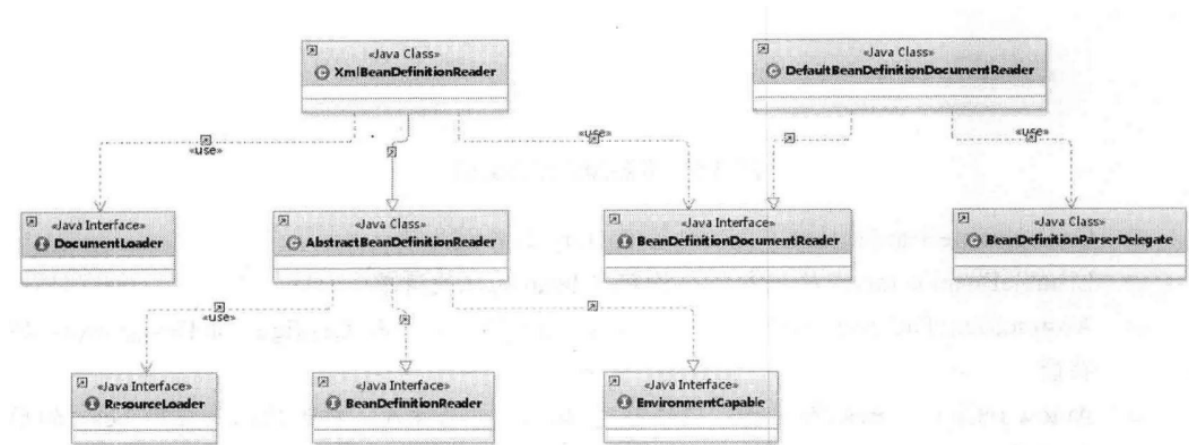 «Java Class»
XmlBeanDefinitionReader
«Java Class»
DefaultBeanDefinitionDocumentReader
«use»
«use»
«use»
«Java Interface»
DocumentLoader
«Java Class»
AbstractBeanDefinitionReader
«Java Interface»
BeanDefinitionDocumentReader
«Java Class»
BeanDefinitionParserDelegate
«use»
«Java Interface»
ResourceLoader
«Java Interface»
BeanDefinitionReader
«Java Interface»
EnvironmentCapable